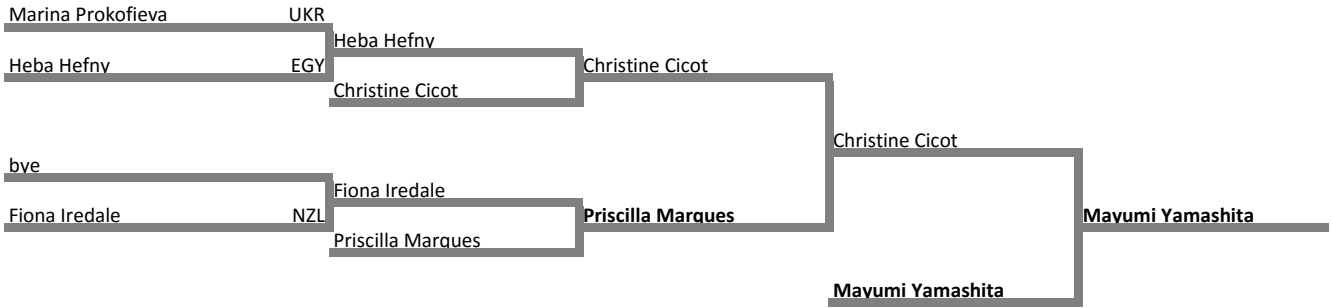 Marina Prokofieva UKR
Heba Hefny
Heba Hefny EGY
Christine Cicot
Christine Cicot
Christine Cicot
bye
Fiona Iredale
Fiona Iredale NZL
Priscilla Marques
Mayumi Yamashita
Priscilla Marques
Mayumi Yamashita